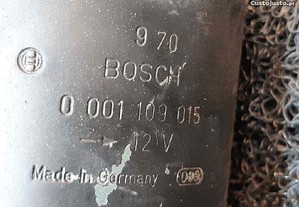 CustoJusto.pt
9 70
BOSCH
0 001 109 015
12 V
Made in Germany